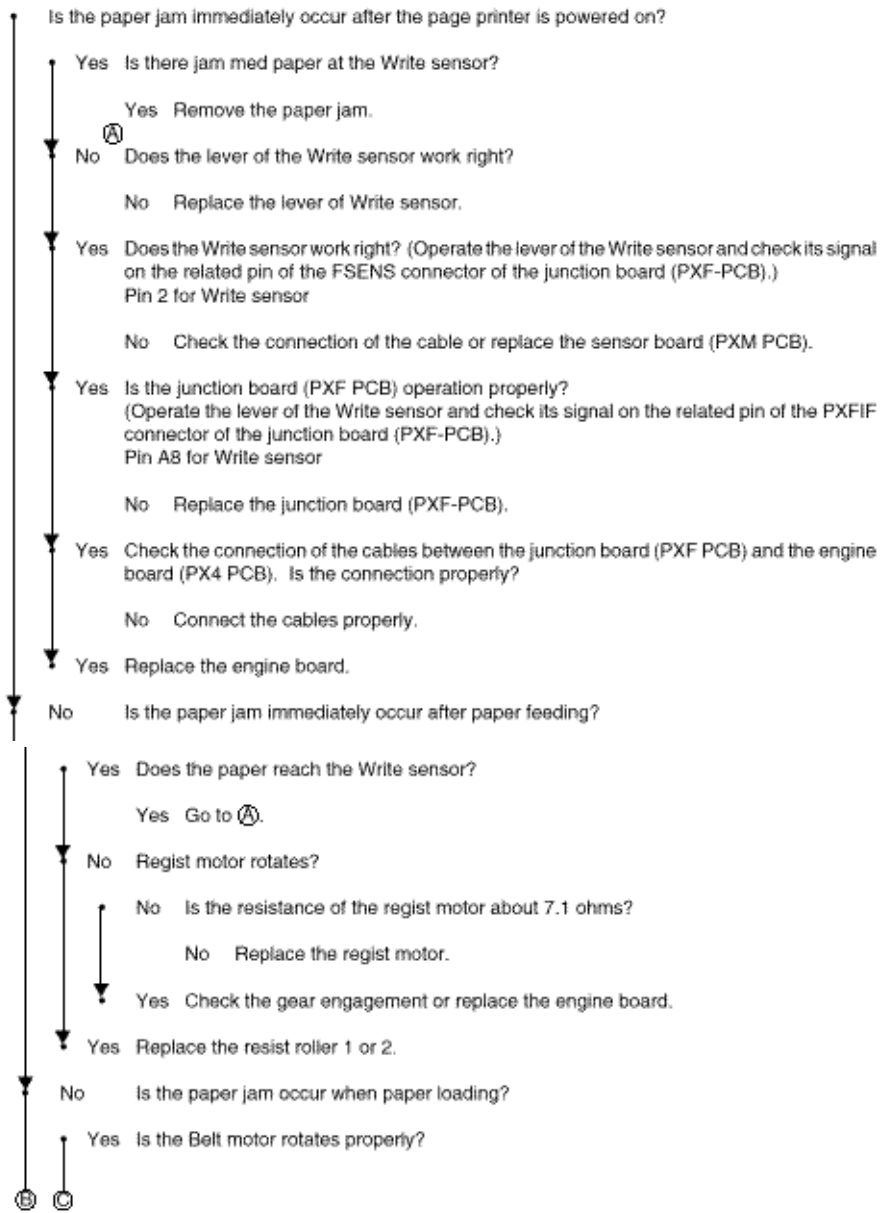 Is the paper jam immediately occur after the page printer is powered on?
Yes Is there jam med paper at the Write sensor?
Yes Remove the paper jam.
Ⓐ
No Does the lever of the Write sensor work right?
No Replace the lever of Write sensor.
Yes Does the Write sensor work right? (Operate the lever of the Write sensor and check its signal
on the related pin of the FSENS connector of the junction board (PXF-PCB).)
Pin 2 for Write sensor
No Check the connection of the cable or replace the sensor board (PXM PCB).
Yes Is the junction board (PXF PCB) operation properly?
(Operate the lever of the Write sensor and check its signal on the related pin of the PXFIF
connector of the junction board (PXF-PCB).)
Pin A8 for Write sensor
No Replace the junction board (PXF-PCB).
Yes Check the connection of the cables between the junction board (PXF PCB) and the engine
board (PX4 PCB). Is the connection properly?
No Connect the cables properly.
Yes Replace the engine board.
No Is the paper jam immediately occur after paper feeding?
Yes Does the paper reach the Write sensor?
Yes Go to Ⓐ.
No Regist motor rotates?
No Is the resistance of the regist motor about 7.1 ohms?
No Replace the regist motor.
Yes Check the gear engagement or replace the engine board.
Yes Replace the resist roller 1 or 2.
No Is the paper jam occur when paper loading?
Yes Is the Belt motor rotates properly?
Ⓑ Ⓒ